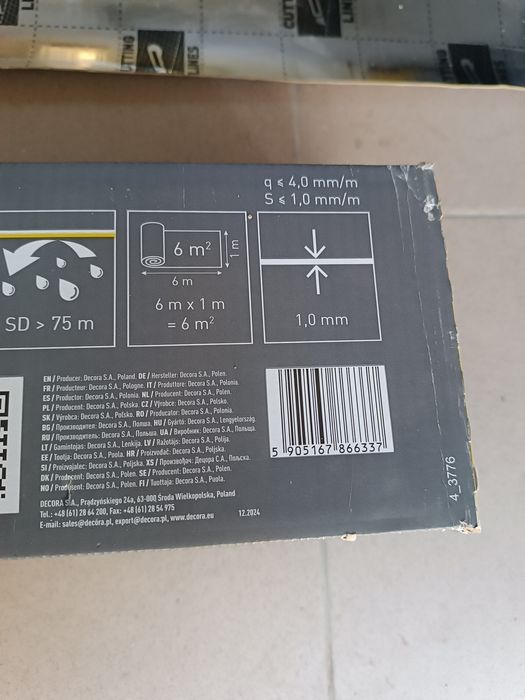 CUTTING
LINES
CUTTING
LINES
q ≤ 4,0 mm/m
S ≤ 1,0 mm/m
SD > 75 m
6 m²
1 m
6 m
6 m x 1 m
= 6 m²
1,0 mm
EN / Producer: Decora S.A., Poland. DE / Hersteller: Decora S.A., Polen.
FR / Producteur: Decora S.A., Pologne. IT / Produttore: Decora S.A., Polonia.
ES / Productor: Decora S.A., Polonia. NL / Producent: Decora S.A., Polen.
PL / Producent: Decora S.A., Polska. CZ / Výrobce: Decora S.A., Polsko.
SK / Výrobca: Decora S.A., Poľsko. RO / Producator: Decora S.A., Polonia.
BG / Производител: Decora S.A., Полша. HU / Gyártó: Decora S.A., Lengyelország.
RU / Производитель: Decora S.A., Польша. UA / Виробник: Decora S.A., Польща.
LT / Gamintojas: Decora S.A., Lenkija. LV / Ražotājs: Decora S.A., Polija.
EE / Tootja: Decora S.A., Poola. HR / Proizvođač: Decora S.A., Poljska.
SI / Proizvajalec: Decora S.A., Poljska. XS / Произвођач: Децора С.А., Пољска.
DK / Producent: Decora S.A., Polen. SE / Producent: Decora S.A., Polen.
NO / Produsent: Decora S.A., Polen. FI / Tuottaja: Decora S.A., Puola.
DECORA S.A., Prądzyńskiego 24a, 63-000 Środa Wielkopolska, Poland
Tel.: +48 (61) 28 64 200, Fax: +48 (61) 28 54 975
E-mail: sales@decora.pl, export@decora.pl, www.decora.eu
12.2024
5 905167 866337
4_3776